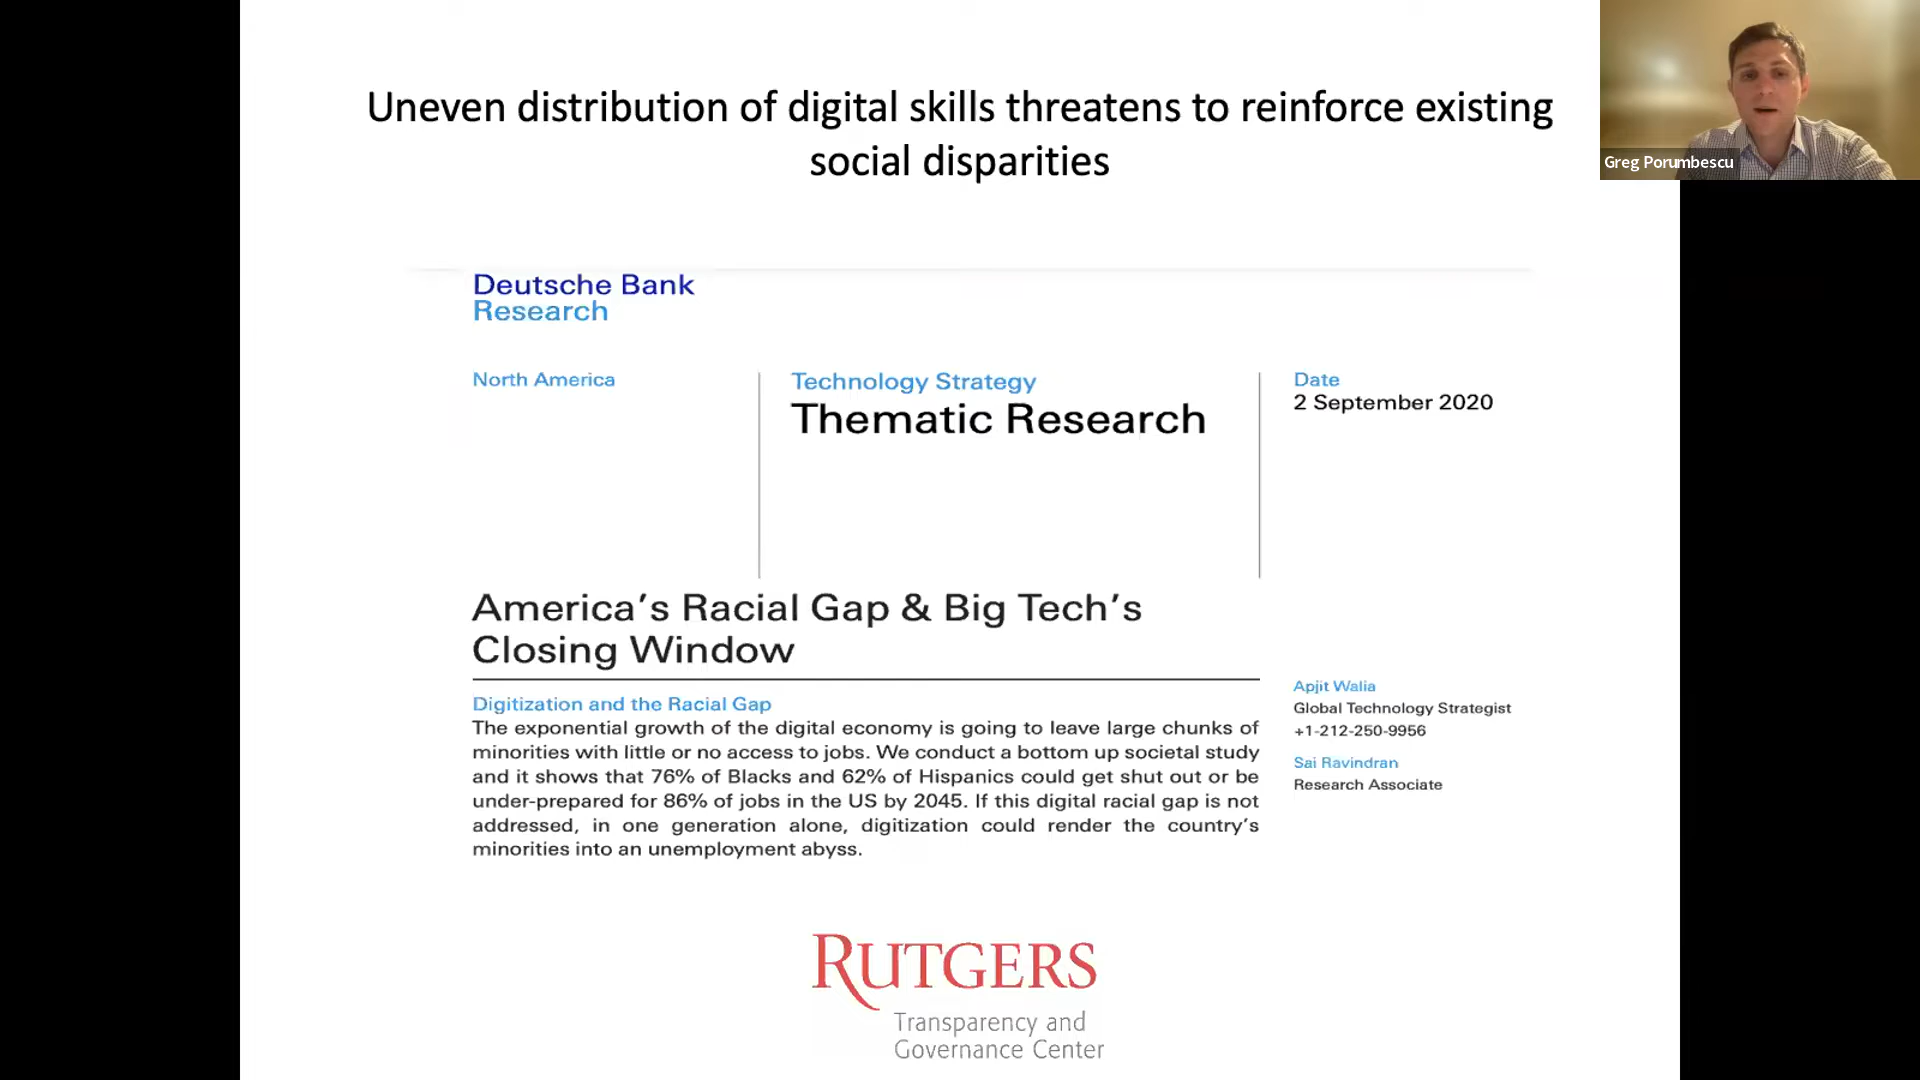 Uneven distribution of digital skills threatens to reinforce existing
social disparities
Greg Porumbescu
Deutsche Bank
Research
North America
Technology Strategy
Thematic Research
Date
2 September 2020
America's Racial Gap & Big Tech's
Closing Window
Digitization and the Racial Gap
The exponential growth of the digital economy is going to leave large chunks of
minorities with little or no access to jobs. We conduct a bottom up societal study
and it shows that 76% of Blacks and 62% of Hispanics could get shut out or be
under-prepared for 86% of jobs in the US by 2045. If this digital racial gap is not
addressed, in one generation alone, digitization could render the country's
minorities into an unemployment abyss.
Apjit Walia
Global Technology Strategist
+1-212-250-9956
Sai Ravindran
Research Associate
RUTGERS
Transparency and
Governance Center